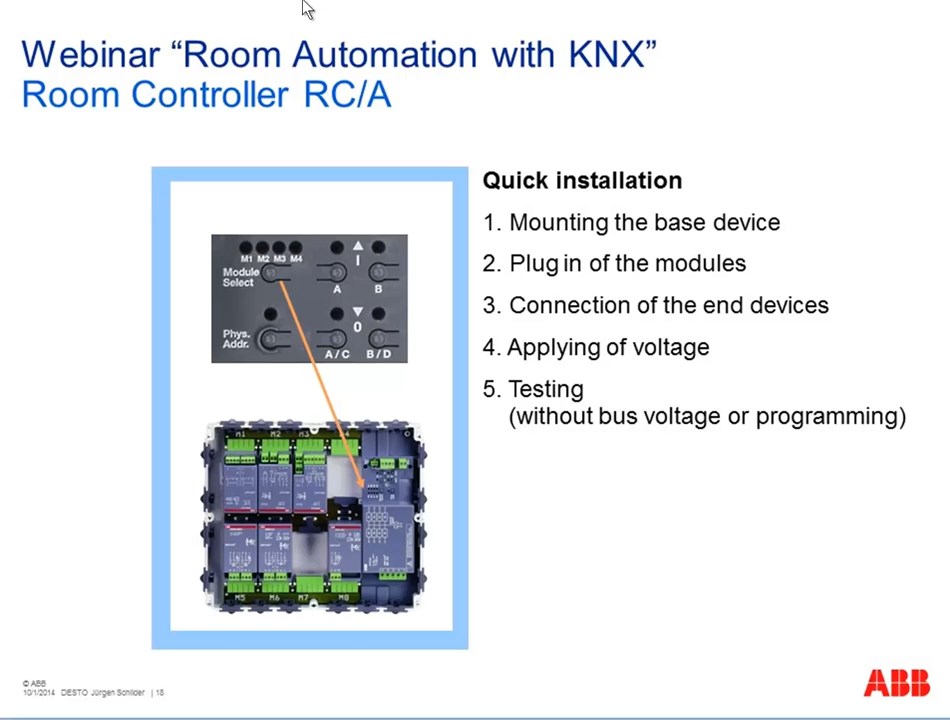 Webinar “Room Automation with KNX”
Room Controller RC/A
Quick installation
1. Mounting the base device
2. Plug in of the modules
3. Connection of the end devices
4. Applying of voltage
5. Testing
(without bus voltage or programming)
M1 M2 M3 M4
Module
Select
I
A B
Phys.
Addr.
0
A / C B / D
M1 M2 M3
M5 M6 M7 M8
© ABB
10/1/2014 DESTO Jürgen Schilder | 18
ABB